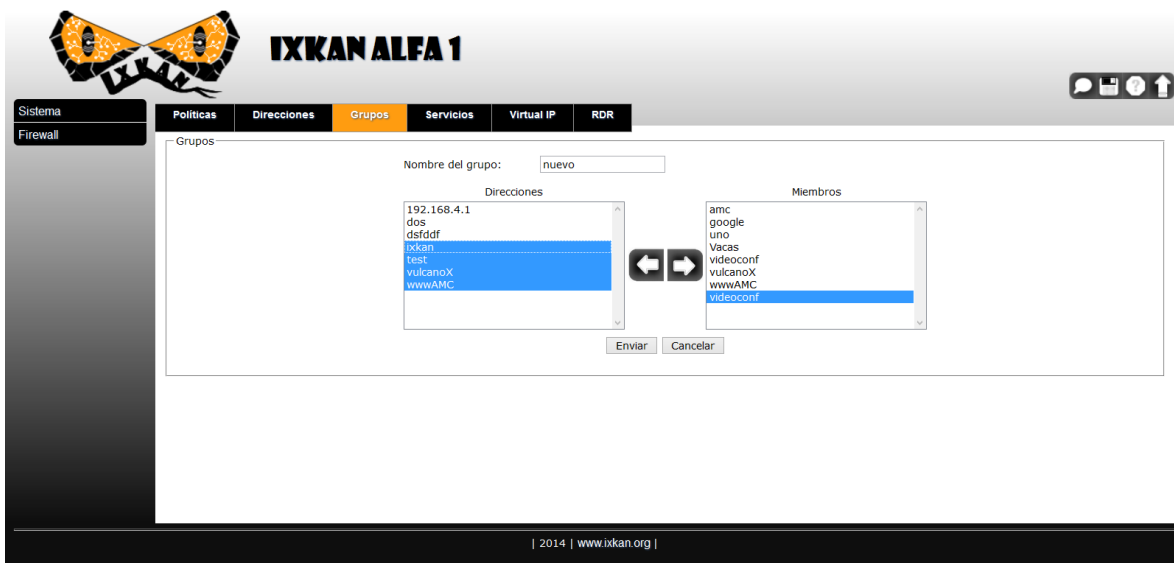 IXKAN
IXKAN ALFA 1
Sistema
Firewall
Políticas Direcciones Grupos Servicios Virtual IP RDR
Grupos
Nombre del grupo: nuevo
Direcciones
192.168.4.1
dos
dsfddf
ixkan
test
vulcanoX
wwwAMC
Miembros
amc
google
uno
Vacas
videoconf
vulcanoX
wwwAMC
videoconf
Enviar Cancelar
| 2014 | www.ixkan.org |